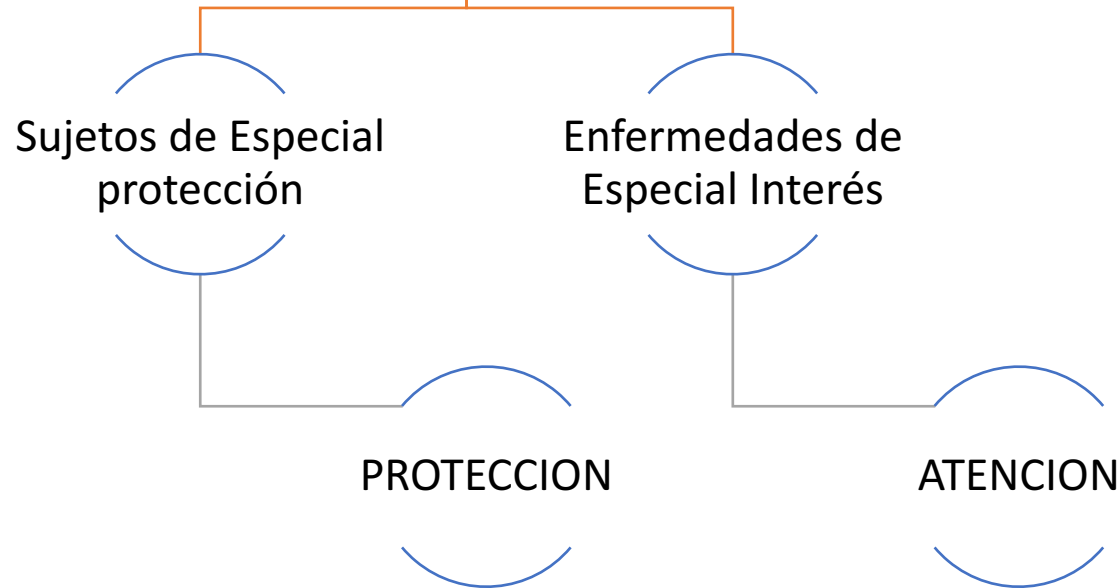 Sujetos de Especial
protección
Enfermedades de
Especial Interés
PROTECCION
ATENCION